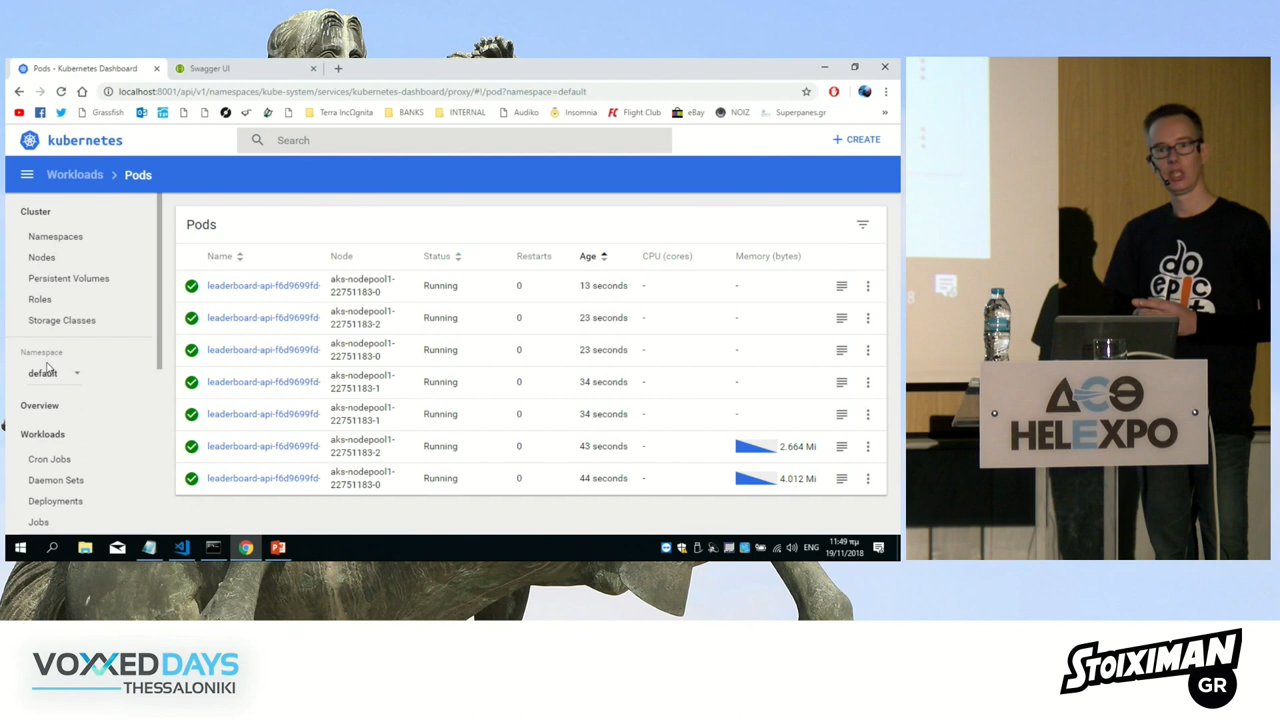 Pods - Kubernetes Dashboard
Swagger UI
localhost:8001/api/v1/namespaces/kube-system/services/kubernetes-dashboard/proxy/#!/pod?namespace=default
Grassfish
Terra IncΩgnita
BANKS
INTERNAL
Audiko
Insomnia
FC Flight Club
eBay
NOIZ
Superpanes.gr
»
kubernetes
Search
+ CREATE
Workloads > Pods
Cluster
Namespaces
Nodes
Persistent Volumes
Roles
Storage Classes
Namespace
default
Overview
Workloads
Cron Jobs
Daemon Sets
Deployments
Jobs
Pods
Name Node Status Restarts Age CPU (cores) Memory (bytes)
leaderboard-api-f6d9699fd- aks-nodepool1-22751183-0 Running 0 13 seconds - -
leaderboard-api-f6d9699fd- aks-nodepool1-22751183-2 Running 0 23 seconds - -
leaderboard-api-f6d9699fd- aks-nodepool1-22751183-0 Running 0 23 seconds - -
leaderboard-api-f6d9699fd- aks-nodepool1-22751183-1 Running 0 34 seconds - -
leaderboard-api-f6d9699fd- aks-nodepool1-22751183-1 Running 0 34 seconds - -
leaderboard-api-f6d9699fd- aks-nodepool1-22751183-2 Running 0 43 seconds - 2.664 Mi
leaderboard-api-f6d9699fd- aks-nodepool1-22751183-0 Running 0 44 seconds - 4.012 Mi
ENG
11:49 πμ
19/11/2018
do
epic
ΔΕΘ
HELEXPO
VOXXED DAYS
THESSALONIKI
STOIXIMAN
GR